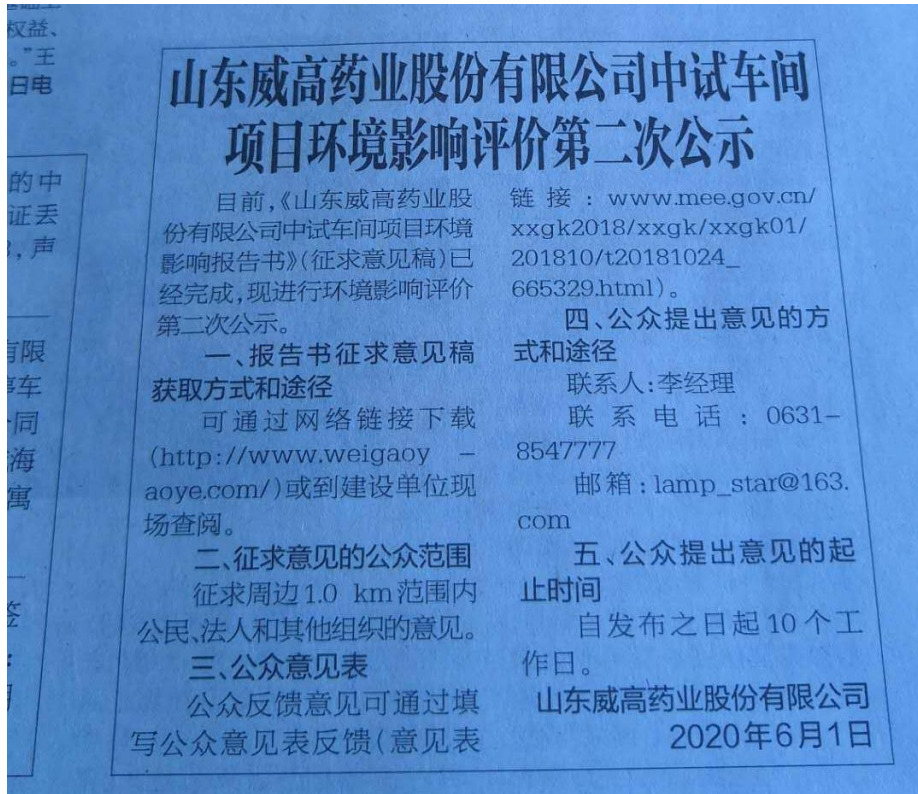 权益、
。”王
日电
的中
证丢
，声
有限
车
同
海
寓
签
山东威高药业股份有限公司中试车间
项目环境影响评价第二次公示
目前，《山东威高药业股
份有限公司中试车间项目环境
影响报告书》（征求意见稿）已
经完成，现进行环境影响评价
第二次公示。
一、报告书征求意见稿
获取方式和途径
可通过网络链接下载
（http://www.weigaoy-
aoye.com/）或到建设单位现
场查阅。
二、征求意见的公众范围
征求周边1.0 km范围内
公民、法人和其他组织的意见。
三、公众意见表
公众反馈意见可通过填
写公众意见表反馈（意见表
链接：www.mee.gov.cn/
xxgk2018/xxgk/xxgk01/
201810/t20181024_
665329.html）。
四、公众提出意见的方
式和途径
联系人：李经理
联系电话：0631-
8547777
邮箱：lamp_star@163.
com
五、公众提出意见的起
止时间
自发布之日起10个工
作日。
山东威高药业股份有限公司
2020年6月1日